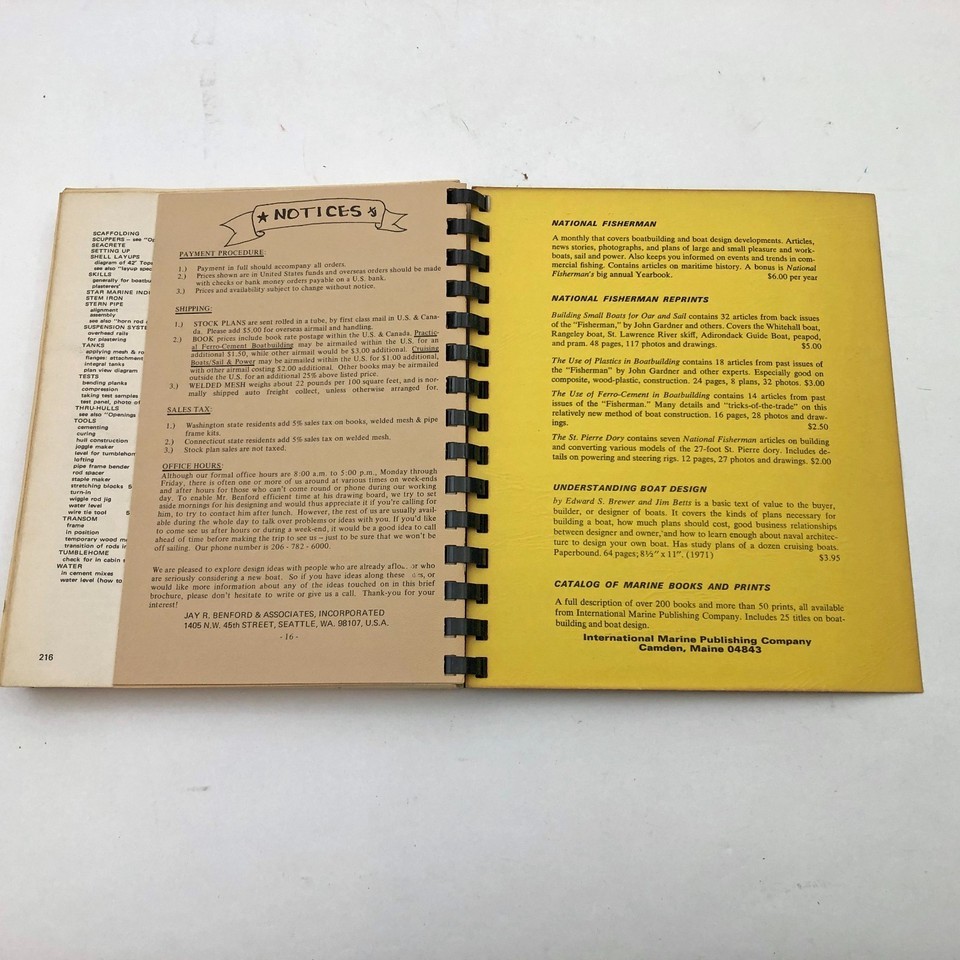 SCAFFOLDING
SCUPPERS — see "Op
SEACRETE
SETTING UP
SHELL LAYUPS
diagram of 42' Tops
see also "layup spec
SKILLS
generally for boatbu
plasterers'
STAR MARINE INDI
STEM IRON
STERN PIPE
alignment
assembly
see also "horn rod a
SUSPENSION SYSTE
overhead rails
for plastering
TANKS
applying mesh & ro
flanges attachment
integral tanks
plan view diagram
TESTS
bending planks
compression
taking test samples
test panel, photo of
THRU-HULLS
see also "Openings
TOOLS
cementing
curing
hull construction
joggle maker
level for tumblehom
lofting
pipe frame bender
rod spacer
staple maker
stretching blocks 5
turn-in
wiggle rod jig
water level
wire tie tool 5
TRANSOM
frame
in position
temporary wood m
transition of rods ir
TUMBLEHOME
check for in cabin s
WATER
in cement mixes
water level (how to
216
★ NOTICES
PAYMENT PROCEDURE:
1.) Payment in full should accompany all orders.
2.) Prices shown are in United States funds and overseas orders should be made
with checks or bank money orders payable on a U.S. bank.
3.) Prices and availability subject to change without notice.
SHIPPING:
1.) STOCK PLANS are sent rolled in a tube, by first class mail in U.S. & Cana-
da. Please add $5.00 for overseas airmail and handling.
2.) BOOK prices include book rate postage within the U.S. & Canada. Practic-
al Ferro-Cement Boatbuilding may be airmailed within the U.S. for an
additional $1.50, while other airmail would be $3.00 additional. Cruising
Boats/Sail & Power may be airmailed within the U.S. for $1.00 additional,
with other airmail costing $2.00 additional. Other books may be airmailed
outside the U.S. for an additional 25% above listed price.
3.) WELDED MESH weighs about 22 pounds per 100 square feet, and is nor-
mally shipped auto freight collect, unless otherwise arranged for.
SALES TAX:
1.) Washington state residents add 5% sales tax on books, welded mesh & pipe
frame kits.
2.) Connecticut state residents add 5% sales tax on welded mesh.
3.) Stock plan sales are not taxed.
OFFICE HOURS:
Although our formal office hours are 8:00 a.m. to 5:00 p.m., Monday through
Friday, there is often one or more of us around at various times on week-ends
and after hours for those who can't come round or phone during our working
day. To enable Mr. Benford efficient time at his drawing board, we try to set
aside mornings for his designing and would thus appreciate it if you're calling for
him, to try to contact him after lunch. However, the rest of us are usually avail-
able during the whole day to talk over problems or ideas with you. If you'd like
to come see us after hours or during a week-end, it would be a good idea to call
ahead of time before making the trip to see us — just to be sure that we won't be
off sailing. Our phone number is 206 - 782 - 6000.
We are pleased to explore design ideas with people who are already aflo or who
are seriously considering a new boat. So if you have ideas along these s, or
would like more information about any of the ideas touched on in this brief
brochure, please don't hesitate to write or give us a call. Thank-you for your
interest!
JAY R. BENFORD & ASSOCIATES, INCORPORATED
1405 N.W. 45th STREET, SEATTLE, WA. 98107, U.S.A.
- 16 -
NATIONAL FISHERMAN
A monthly that covers boatbuilding and boat design developments. Articles,
news stories, photographs, and plans of large and small pleasure and work-
boats, sail and power. Also keeps you informed on events and trends in com-
mercial fishing. Contains articles on maritime history. A bonus is National
Fisherman's big annual Yearbook. $6.00 per year
NATIONAL FISHERMAN REPRINTS
Building Small Boats for Oar and Sail contains 32 articles from back issues
of the "Fisherman," by John Gardner and others. Covers the Whitehall boat,
Rangeley boat, St. Lawrence River skiff, Adirondack Guide Boat, peapod,
and pram. 48 pages, 117 photos and drawings. $5.00
The Use of Plastics in Boatbuilding contains 18 articles from past issues of
the "Fisherman" by John Gardner and other experts. Especially good on
composite, wood-plastic, construction. 24 pages, 8 plans, 32 photos. $3.00
The Use of Ferro-Cement in Boatbuilding contains 14 articles from past
issues of the "Fisherman." Many details and "tricks-of-the-trade" on this
relatively new method of boat construction. 16 pages, 28 photos and draw-
ings. $2.50
The St. Pierre Dory contains seven National Fisherman articles on building
and converting various models of the 27-foot St. Pierre dory. Includes de-
tails on powering and steering rigs. 12 pages, 27 photos and drawings. $2.00
UNDERSTANDING BOAT DESIGN
by Edward S. Brewer and Jim Betts is a basic text of value to the buyer,
builder, or designer of boats. It covers the kinds of plans necessary for
building a boat, how much plans should cost, good business relationships
between designer and owner, and how to learn enough about naval architec-
ture to design your own boat. Has study plans of a dozen cruising boats.
Paperbound. 64 pages; 8½" x 11". (1971) $3.95
CATALOG OF MARINE BOOKS AND PRINTS
A full description of over 200 books and more than 50 prints, all available
from International Marine Publishing Company. Includes 25 titles on boat-
building and boat design.
International Marine Publishing Company
Camden, Maine 04843